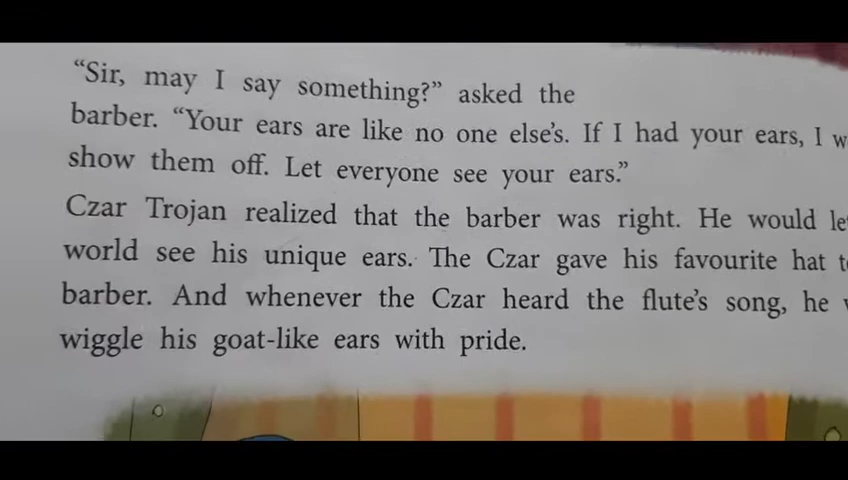 “Sir, may I say something?” asked the
barber. “Your ears are like no one else’s. If I had your ears, I
show them off. Let everyone see your ears.”
Czar Trojan realized that the barber was right. He would
world see his unique ears. The Czar gave his favourite hat
barber. And whenever the Czar heard the flute’s song, he
wiggle his goat-like ears with pride.